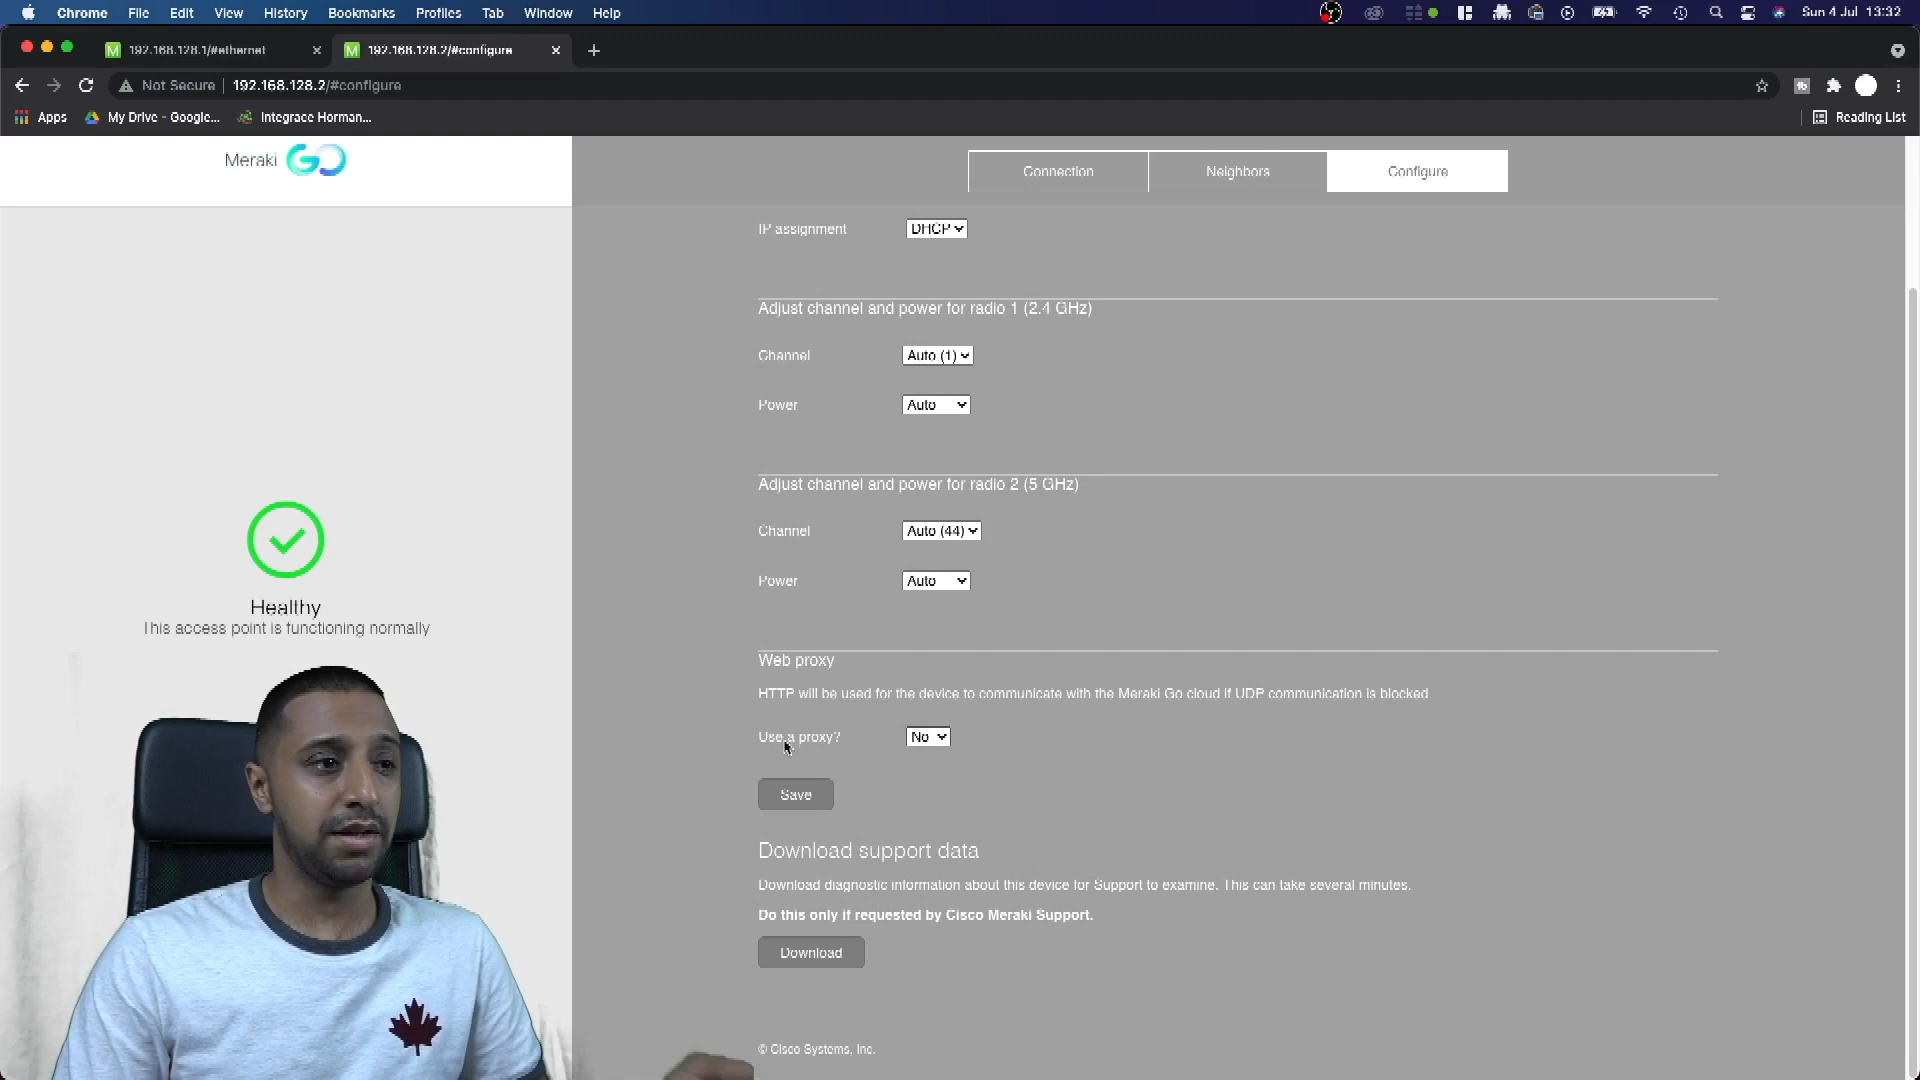 Chrome File Edit View History Bookmarks Profiles Tab Window Help Sun 4 Jul 13:32
192.168.128.1/#ethernet 192.168.128.2/#configure
Not Secure 192.168.128.2/#configure
Apps My Drive - Google... Integrace Horman... Reading List
Meraki GO
Connection Neighbors Configure
IP assignment DHCP
Adjust channel and power for radio 1 (2.4 GHz)
Channel Auto (1)
Power Auto
Adjust channel and power for radio 2 (5 GHz)
Channel Auto (44)
Power Auto
Healthy
This access point is functioning normally
Web proxy
HTTP will be used for the device to communicate with the Meraki Go cloud if UDP communication is blocked
Use a proxy? No
Save
Download support data
Download diagnostic information about this device for Support to examine. This can take several minutes.
Do this only if requested by Cisco Meraki Support.
Download
© Cisco Systems, Inc.